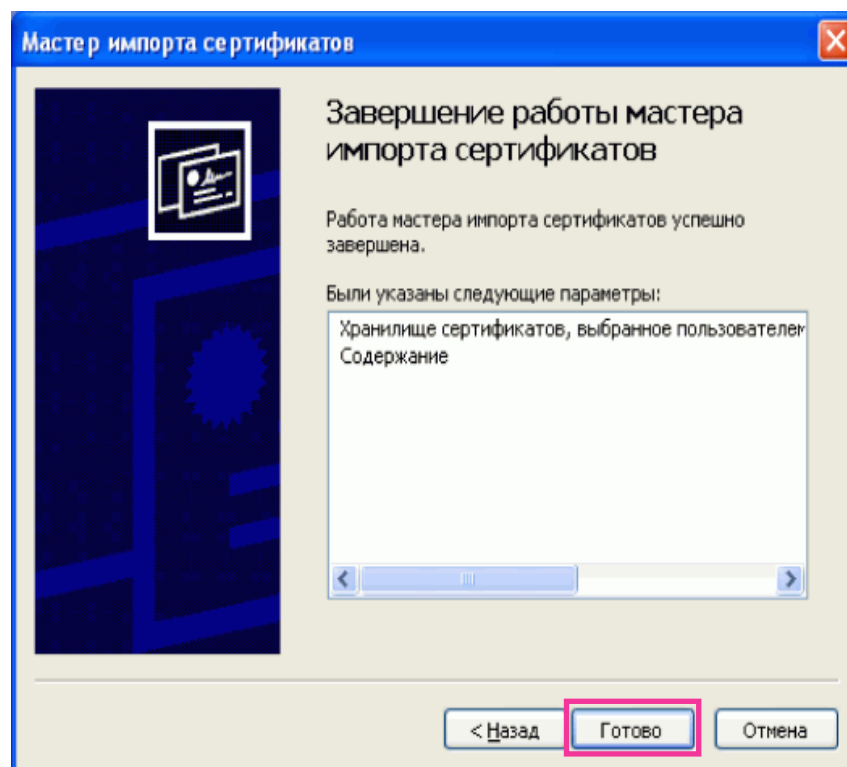 Мастер импорта сертификатов
Завершение работы мастера
импорта сертификатов
Работа мастера импорта сертификатов успешно
завершена.
Были указаны следующие параметры:
Хранилище сертификатов, выбранное пользователем
Содержание
< Назад
Готово
Отмена